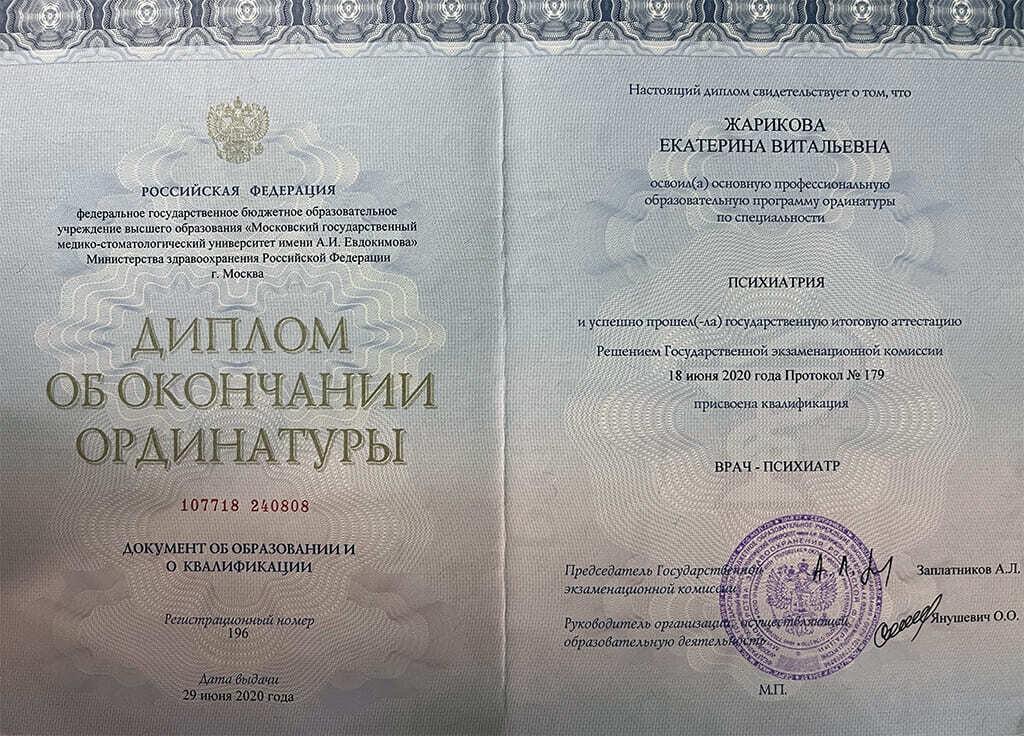 РОССИЙСКАЯ ФЕДЕРАЦИЯ
федеральное государственное бюджетное образовательное
учреждение высшего образования «Московский государственный
медико-стоматологический университет имени А.И. Евдокимова»
Министерства здравоохранения Российской Федерации
г. Москва
ДИПЛОМ
ОБ ОКОНЧАНИИ
ОРДИНАТУРЫ
107718 240808
ДОКУМЕНТ ОБ ОБРАЗОВАНИИ И
О КВАЛИФИКАЦИИ
Регистрационный номер
196
Дата выдачи
29 июня 2020 года
Настоящий диплом свидетельствует о том, что
ЖАРИКОВА
ЕКАТЕРИНА ВИТАЛЬЕВНА
освоил(а) основную профессиональную
образовательную программу ординатуры
по специальности
ПСИХИАТРИЯ
и успешно прошел(-ла) государственную итоговую аттестацию
Решением Государственной экзаменационной комиссии
18 июня 2020 года Протокол № 179
присвоена квалификация
ВРАЧ - ПСИХИАТР
Председатель Государственной
экзаменационной комиссии
Заплатников А.Л.
Руководитель организации, осуществляющей
образовательную деятельность
Янушевич О.О.
М.П.